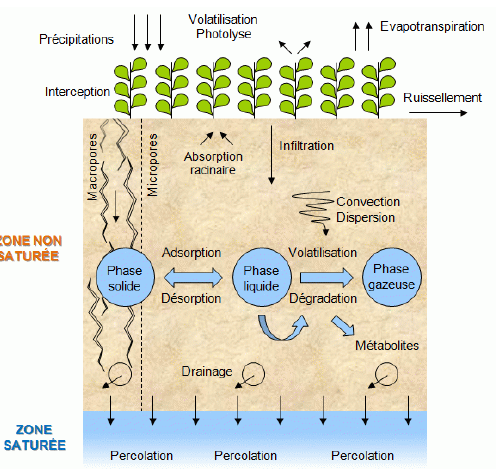 Volatilisation
Photolyse
Précipitations
Evapotranspiration
Interception
Ruissellement
Macropores
Micropores
Absorption
racinaire
Infiltration
Convection
Dispersion
ZONE NON
SATURÉE
Phase
solide
Adsorption
Désorption
Phase
liquide
Volatilisation
Dégradation
Phase
gazeuse
Métabolites
Drainage
ZONE
SATURÉE
Percolation
Percolation
Percolation